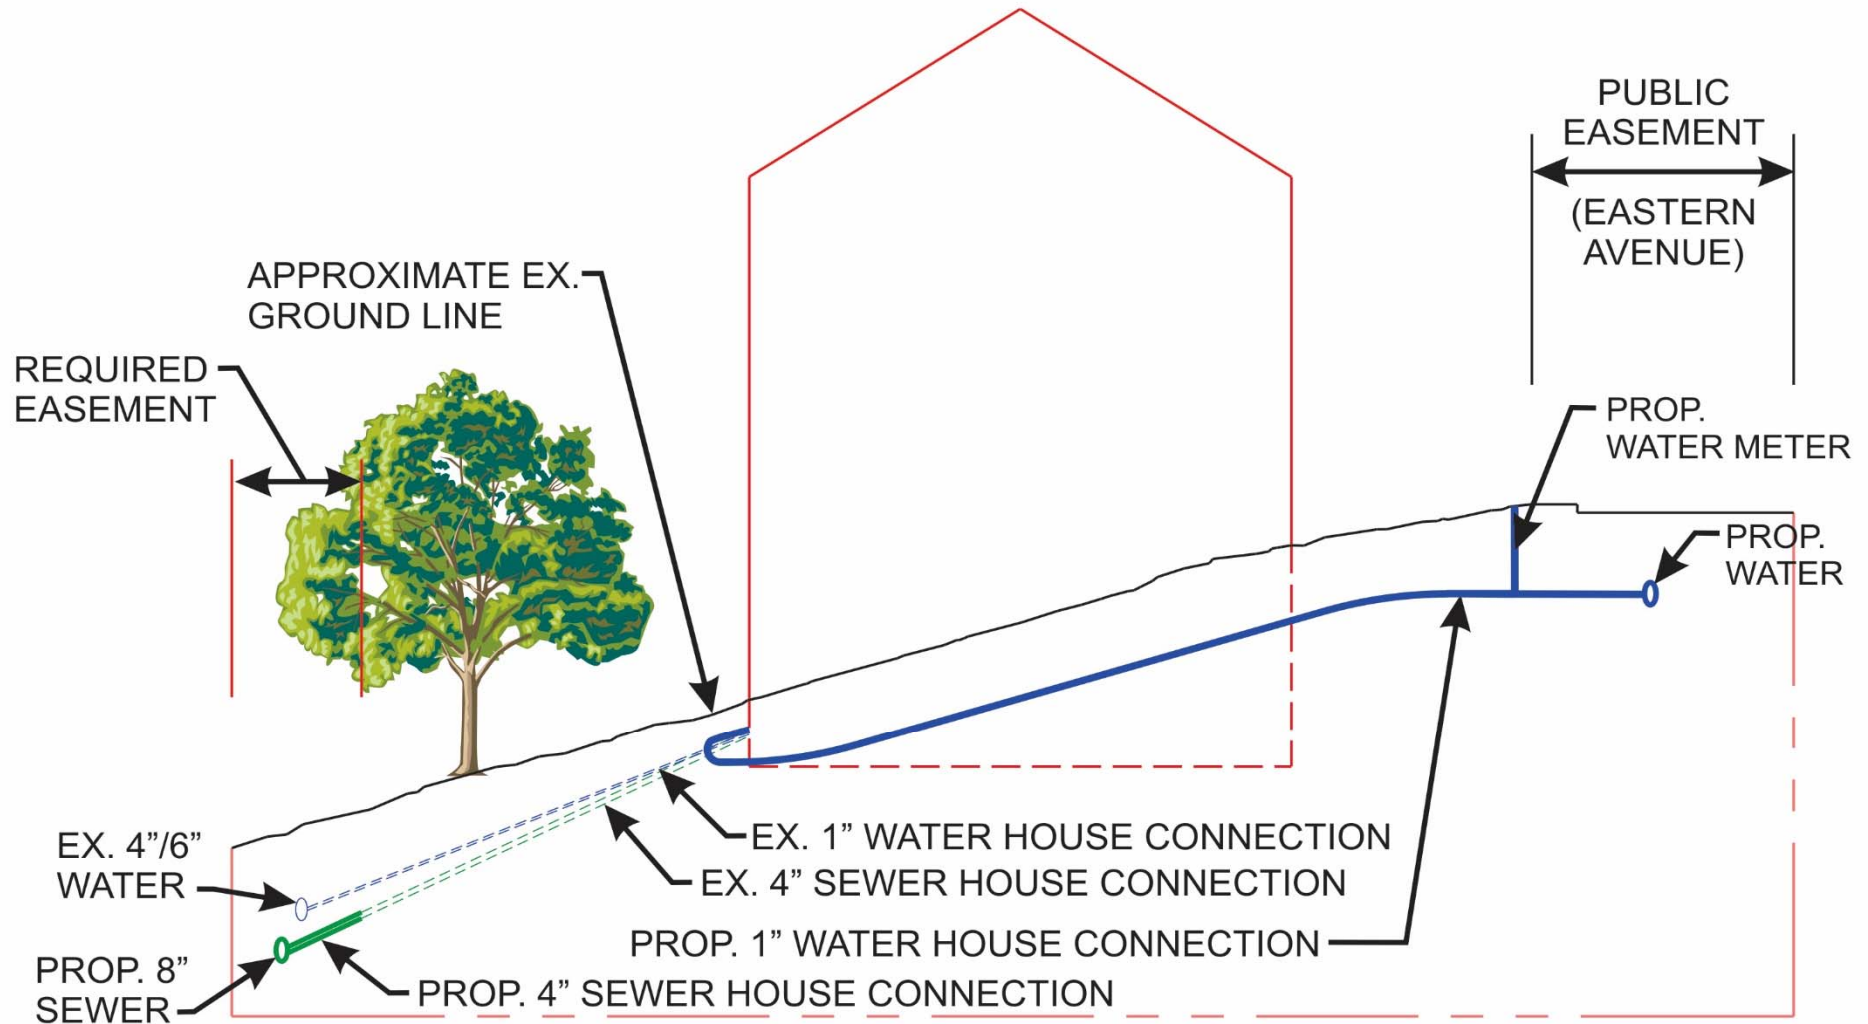 PUBLIC
EASEMENT
(EASTERN
AVENUE)
APPROXIMATE EX.
GROUND LINE
REQUIRED
EASEMENT
PROP.
WATER METER
PROP.
WATER
EX. 1” WATER HOUSE CONNECTION
EX. 4”/6”
WATER
EX. 4” SEWER HOUSE CONNECTION
PROP. 1” WATER HOUSE CONNECTION
PROP. 8”
SEWER
PROP. 4” SEWER HOUSE CONNECTION